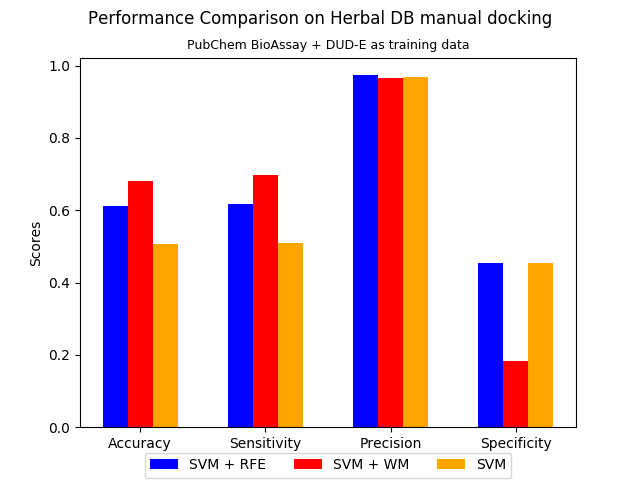 Performance Comparison on Herbal DB manual docking
PubChem BioAssay + DUD-E as training data
Scores
1.0
0.8
0.6
0.4
0.2
0.0
Accuracy Sensitivity Precision Specificity
SVM + RFE SVM + WM SVM